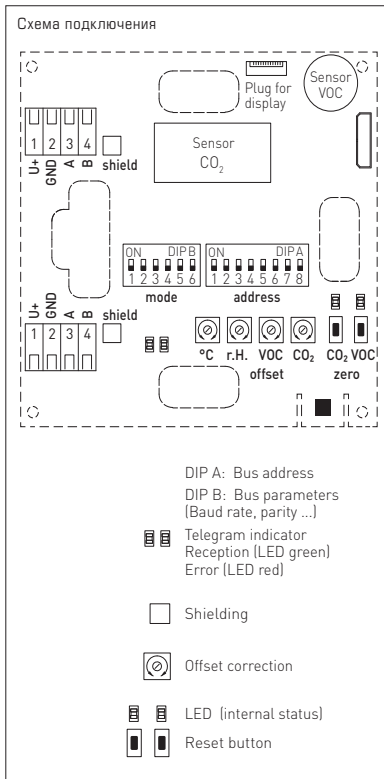 Схема подключения
Plug for
display
Sensor
VOC
1 2 3 4
U+ GND A B shield
Sensor
CO₂
ON DIP B
1 2 3 4 5 6
mode
ON DIP A
1 2 3 4 5 6 7 8
address
U+ GND A B shield
1 2 3 4
°C r.H. VOC CO₂ CO₂ VOC
offset zero
DIP A: Bus address
DIP B: Bus parameters
(Baud rate, parity ...)
Telegram indicator
Reception (LED green)
Error (LED red)
Shielding
Offset correction
LED (internal status)
Reset button